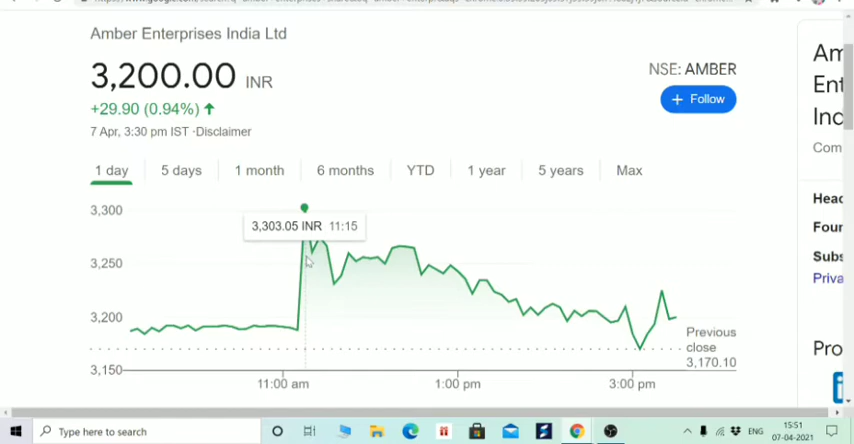 Amber Enterprises India Ltd
3,200.00 INR
+29.90 (0.94%)
7 Apr, 3:30 pm IST ·Disclaimer
NSE: AMBER
+ Follow
1 day 5 days 1 month 6 months YTD 1 year 5 years Max
3,300
3,303.05 INR 11:15
3,250
3,200
3,150
Previous
close
3,170.10
11:00 am 1:00 pm 3:00 pm
Am
Ent
Inc
Com
Head
Foun
Subs
Priva
Pro
Type here to search
ENG
15:51
07-04-2021